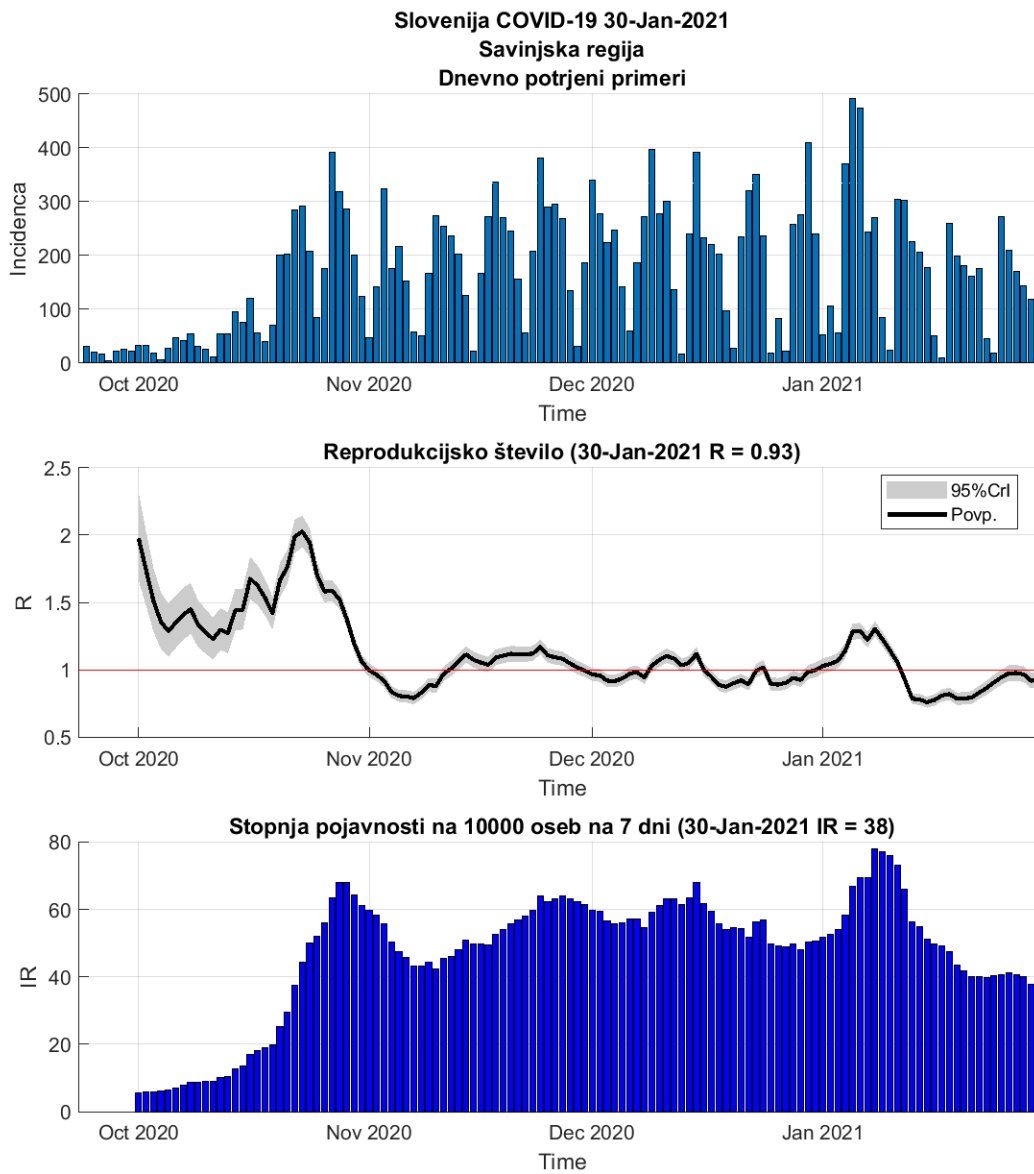 Slovenija COVID-19 30-Jan-2021
Savinjska regija
Dnevno potrjeni primeri
500
400
300
200
100
0
Incidenca
Oct 2020 Nov 2020 Dec 2020 Jan 2021
Time
Reprodukcijsko število (30-Jan-2021 R = 0.93)
2.5
2
1.5
1
0.5
R
95%CrI
Povp.
Oct 2020 Nov 2020 Dec 2020 Jan 2021
Time
Stopnja pojavnosti na 10000 oseb na 7 dni (30-Jan-2021 IR = 38)
80
60
40
20
0
IR
Oct 2020 Nov 2020 Dec 2020 Jan 2021
Time